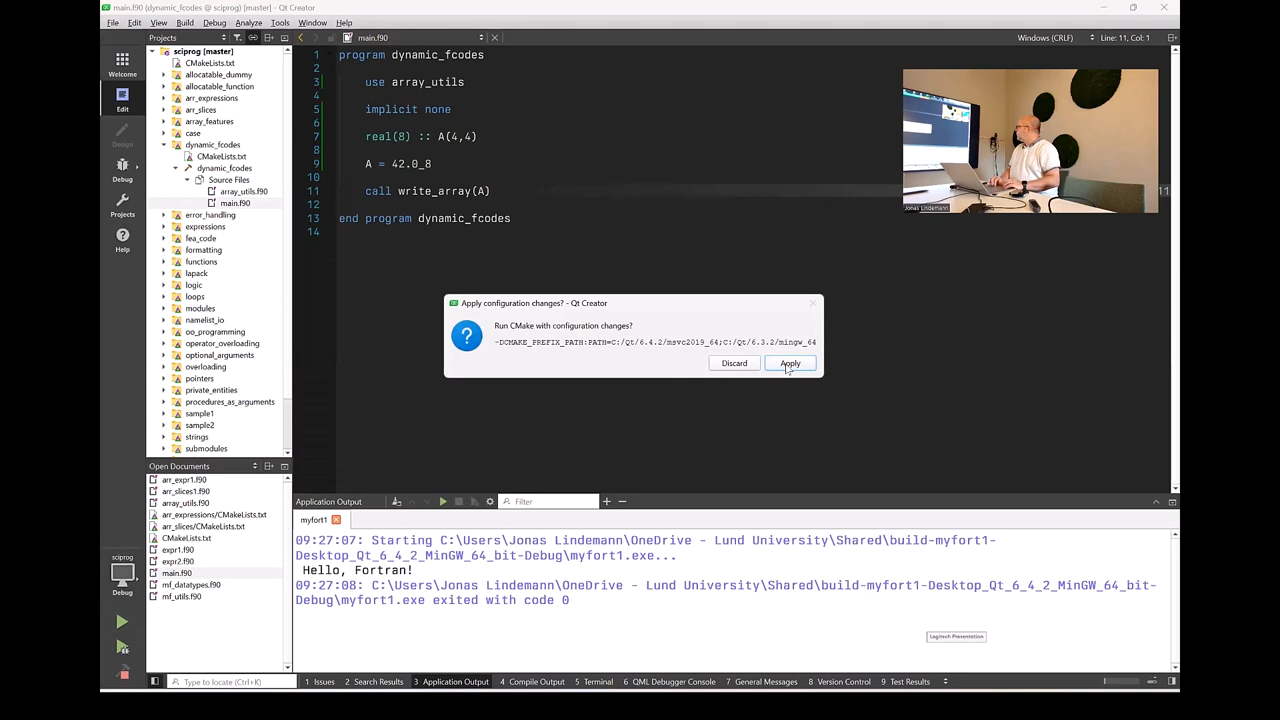 main.f90 (dynamic_fcodes @ sciprog) [master] - Qt Creator
File Edit View Build Debug Analyze Tools Window Help
Projects
main.f90
Windows (CRLF)
Line: 11, Col: 1
Welcome
Edit
Design
Debug
Projects
Help
sciprog
Debug
sciprog [master]
CMakeLists.txt
allocatable_dummy
allocatable_function
arr_expressions
arr_slices
array_features
case
dynamic_fcodes
CMakeLists.txt
dynamic_fcodes
Source Files
array_utils.f90
main.f90
error_handling
expressions
fea_code
formatting
functions
lapack
logic
loops
modules
namelist_io
oo_programming
operator_overloading
optional_arguments
overloading
pointers
private_entities
procedures_as_arguments
sample1
sample2
strings
submodules
Open Documents
arr_expr1.f90
arr_slices1.f90
array_utils.f90
arr_expressions/CMakeLists.txt
arr_slices/CMakeLists.txt
CMakeLists.txt
expr1.f90
expr2.f90
main.f90
mf_datatypes.f90
mf_utils.f90
1 program dynamic_fcodes
2
3 use array_utils
4
5 implicit none
6
7 real(8) :: A(4,4)
8
9 A = 42.0_8
10
11 call write_array(A)
12
13 end program dynamic_fcodes
14
11
Jonas Lindemann
Apply configuration changes? - Qt Creator
Run CMake with configuration changes?
-DCMAKE_PREFIX_PATH:PATH=C:/Qt/6.4.2/msvc2019_64;C:/Qt/6.3.2/mingw_64
Discard Apply
Application Output
Filter
myfort1
09:27:07: Starting C:\Users\Jonas Lindemann\OneDrive - Lund University\Shared\build-myfort1-
Desktop_Qt_6_4_2_MinGW_64_bit-Debug\myfort1.exe...
Hello, Fortran!
09:27:08: C:\Users\Jonas Lindemann\OneDrive - Lund University\Shared\build-myfort1-Desktop_Qt_6_4_2_MinGW_64_bit-
Debug\myfort1.exe exited with code 0
Logitech Presentation
Type to locate (Ctrl+K)
1 Issues 2 Search Results 3 Application Output 4 Compile Output 5 Terminal 6 QML Debugger Console 7 General Messages 8 Version Control 9 Test Results